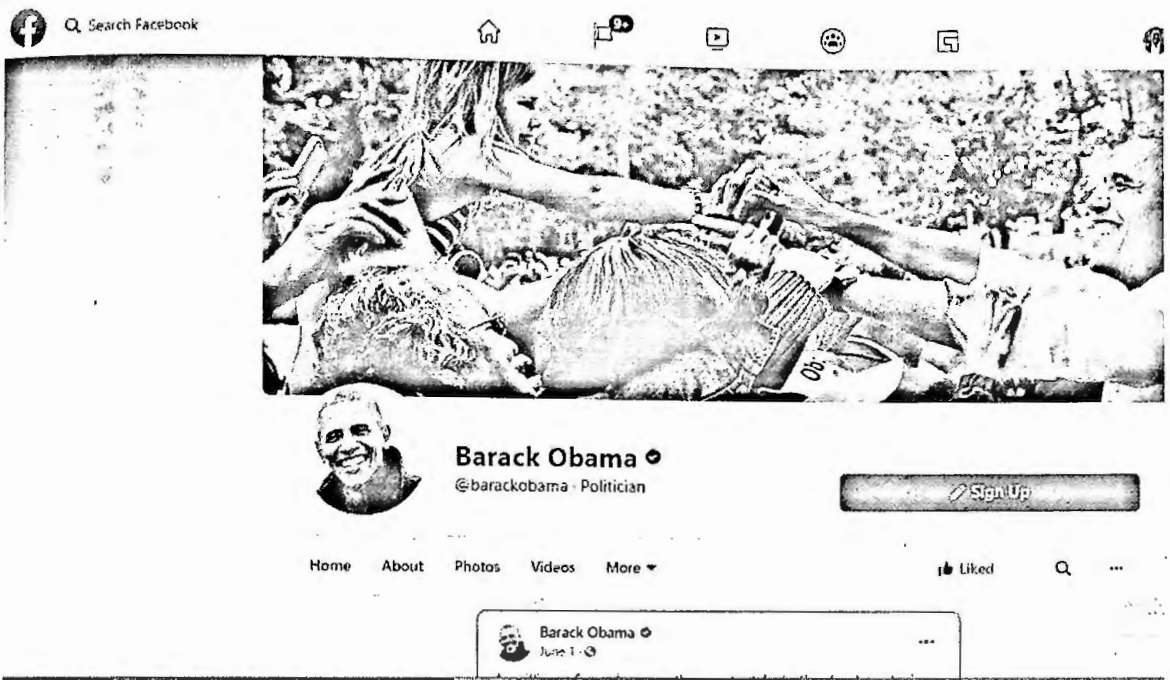 Search Facebook
9+
Ob
Barack Obama
@barackobama · Politician
Sign Up
Home About Photos Videos More
Liked
Barack Obama
June 1 ·